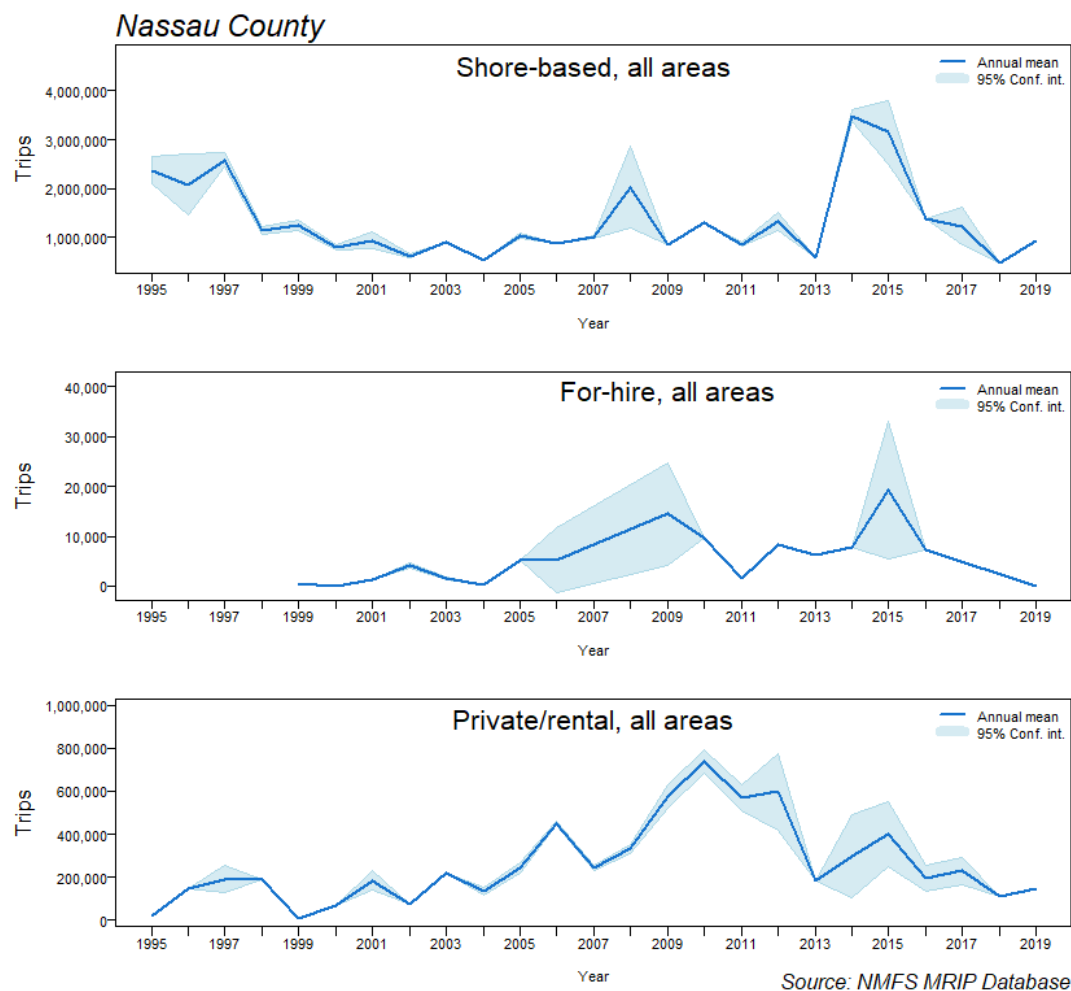 Nassau County
Shore-based, all areas
Annual mean
95% Conf. int.
Trips
4,000,000
3,000,000
2,000,000
1,000,000
1995 1997 1999 2001 2003 2005 2007 2009 2011 2013 2015 2017 2019
Year
For-hire, all areas
Annual mean
95% Conf. int.
Trips
40,000
30,000
20,000
10,000
0
1995 1997 1999 2001 2003 2005 2007 2009 2011 2013 2015 2017 2019
Year
Private/rental, all areas
Annual mean
95% Conf. int.
Trips
1,000,000
800,000
600,000
400,000
200,000
0
1995 1997 1999 2001 2003 2005 2007 2009 2011 2013 2015 2017 2019
Year
Source: NMFS MRIP Database